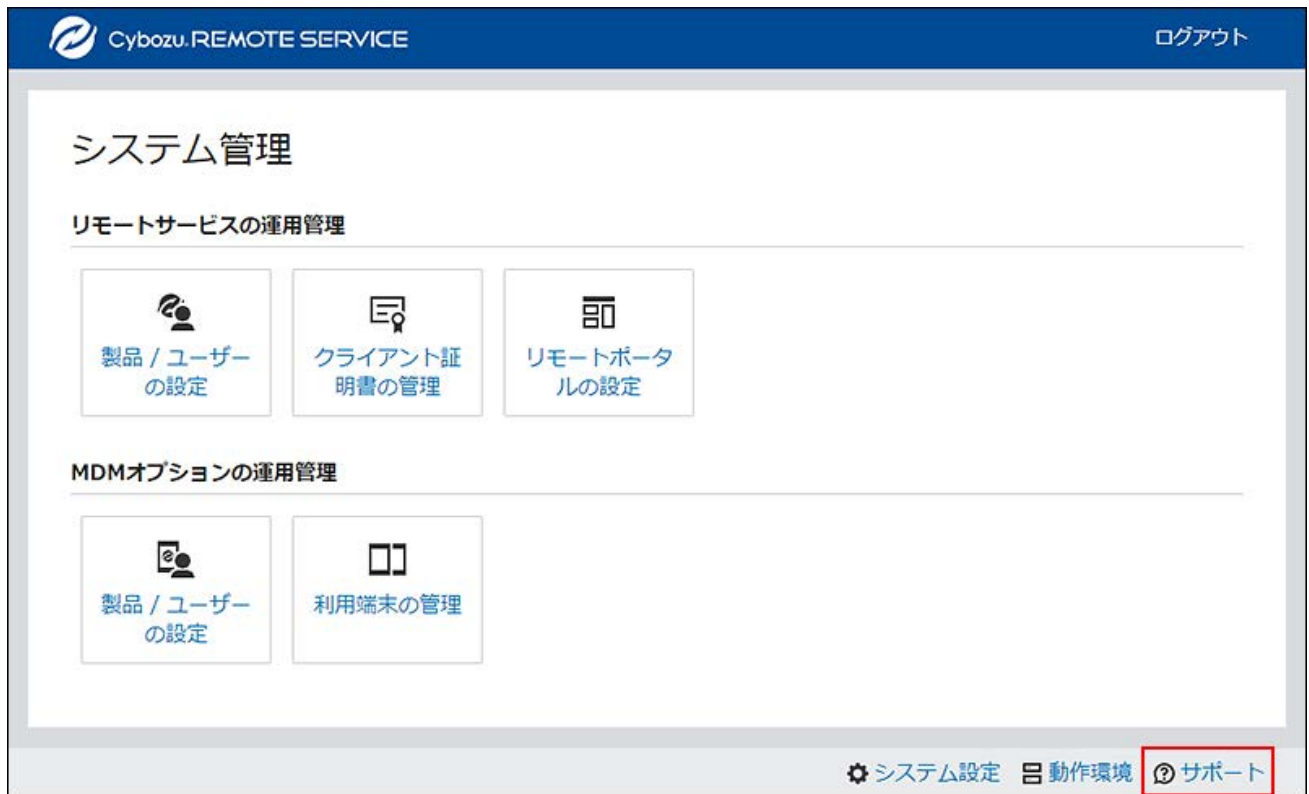 Cybozu.REMOTE SERVICE
ログアウト
システム管理
リモートサービスの運用管理
製品 / ユーザー
の設定
クライアント証
明書の管理
リモートポータ
ルの設定
MDMオプションの運用管理
製品 / ユーザー
の設定
利用端末の管理
システム設定 動作環境 サポート